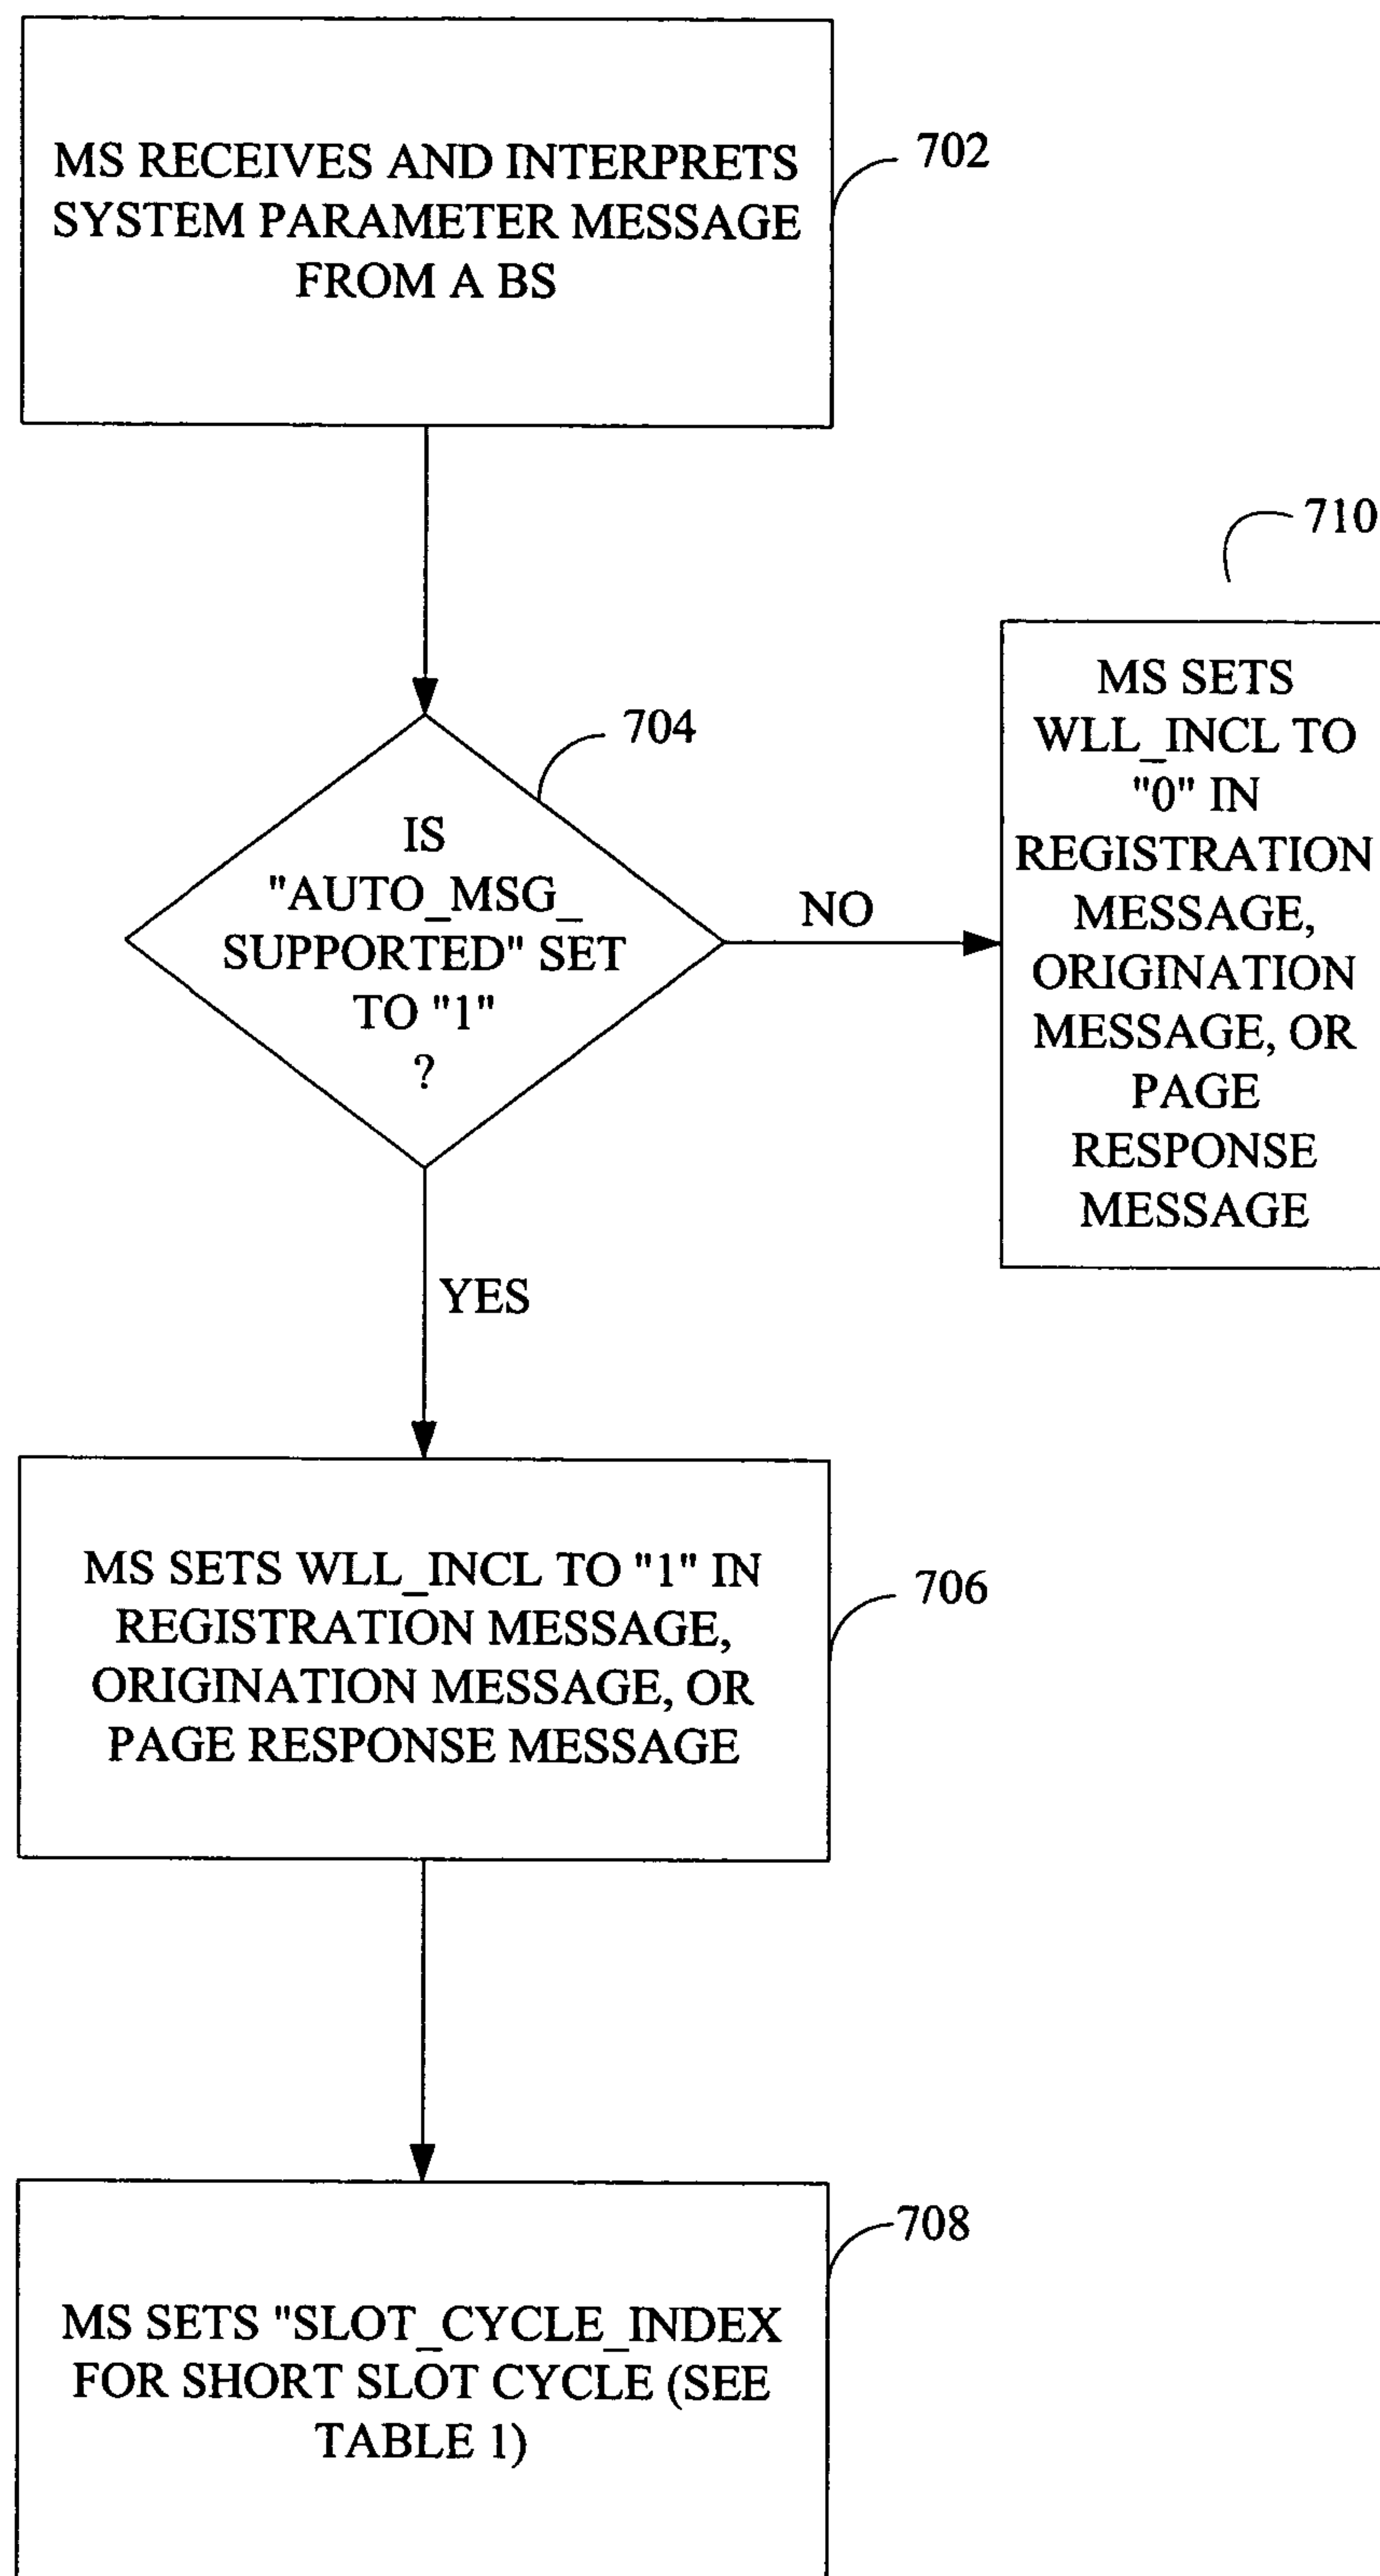 MS RECEIVES AND INTERPRETS
SYSTEM PARAMETER MESSAGE
FROM A BS
702
710
MS SETS
WLL_INCL TO
"0" IN
REGISTRATION
MESSAGE,
ORIGINATION
MESSAGE, OR
PAGE
RESPONSE
MESSAGE
704
IS
"AUTO_MSG_
SUPPORTED" SET
TO "1"
?
NO
YES
MS SETS WLL_INCL TO "1" IN
REGISTRATION MESSAGE,
ORIGINATION MESSAGE, OR
PAGE RESPONSE MESSAGE
706
MS SETS "SLOT_CYCLE_INDEX
FOR SHORT SLOT CYCLE (SEE
TABLE 1)
708